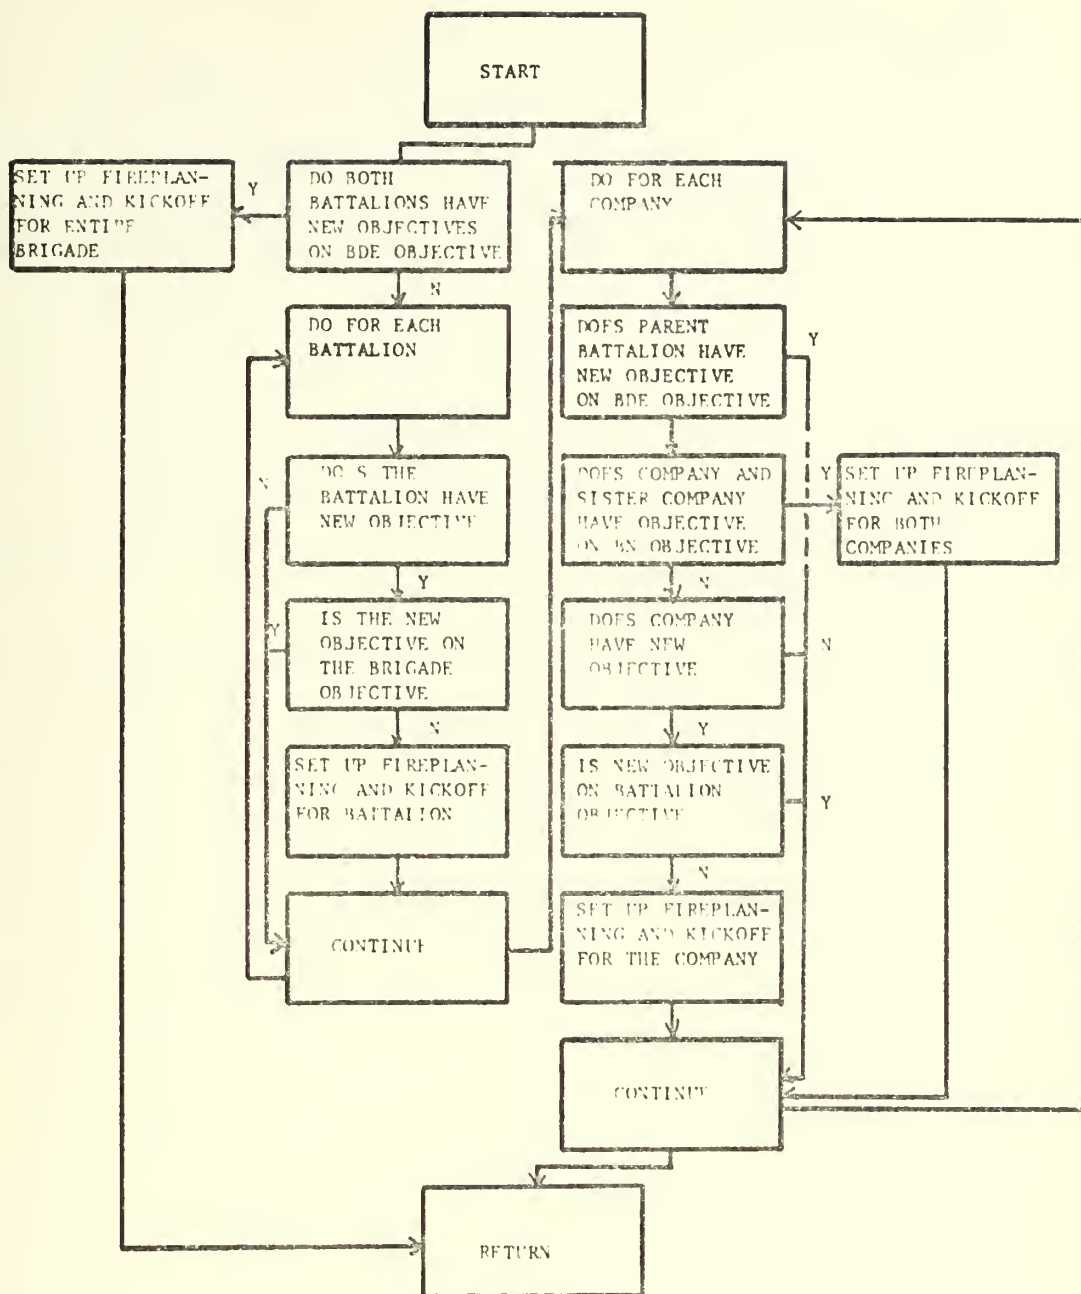 START
SET UP FIREPLAN-
NING AND KICKOFF
FOR ENTIRE
BRIGADE
Y
DO BOTH
BATTALIONS HAVE
NEW OBJECTIVES
ON BDE OBJECTIVE
N
DO FOR EACH
BATTALION
N
DO S THE
BATTALION HAVE
NEW OBJECTIVE
Y
IS THE NEW
OBJECTIVE ON
THE BRIGADE
OBJECTIVE
Y
N
SET UP FIREPLAN-
NING AND KICKOFF
FOR BATTALION
CONTINUE
DO FOR EACH
COMPANY
DOES PARENT
BATTALION HAVE
NEW OBJECTIVE
ON BDE OBJECTIVE
Y
DOES COMPANY AND
SISTER COMPANY
HAVE OBJECTIVE
ON BN OBJECTIVE
Y
SET UP FIREPLAN-
NING AND KICKOFF
FOR BOTH
COMPANIES
N
DOES COMPANY
HAVE NEW
OBJECTIVE
N
Y
IS NEW OBJECTIVE
ON BATTALION
OBJECTIVE
Y
N
SET UP FIREPLAN-
NING AND KICKOFF
FOR THE COMPANY
CONTINUE
RETURN